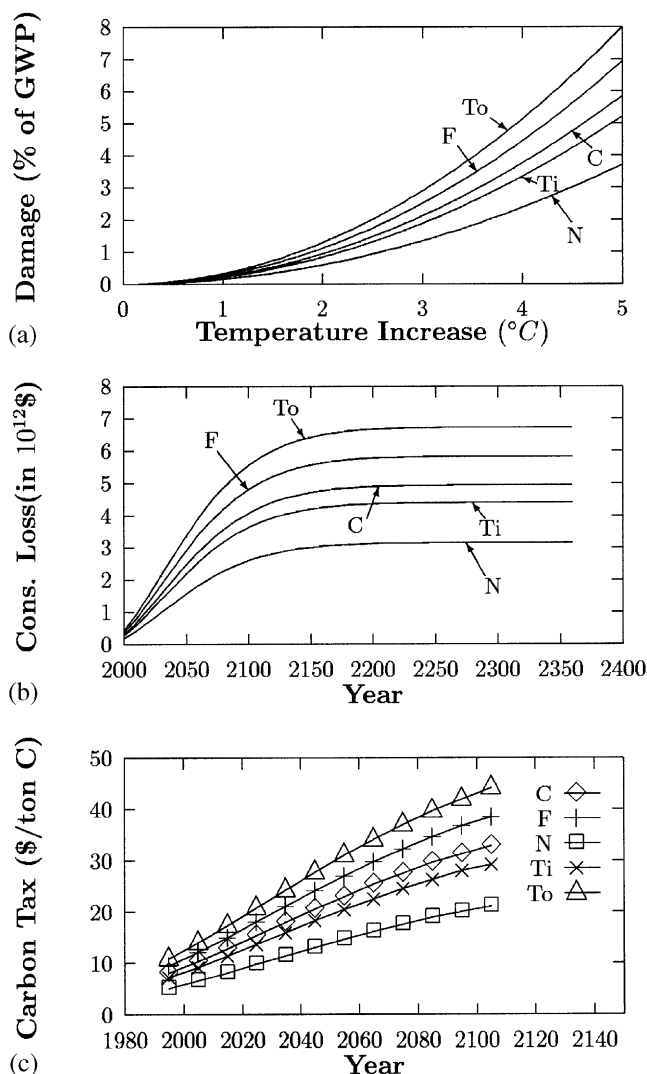 Damage (% of GWP)
8
7
6
5
4
3
2
1
0
To
F
C
Ti
N
0 1 2 3 4 5
Temperature Increase (°C)
(a)
Cons. Loss(in 10¹²$)
8
7
6
5
4
3
2
1
0
To
F
C
Ti
N
2000 2050 2100 2150 2200 2250 2300 2350 2400
Year
(b)
Carbon Tax ($/ton C)
50
40
30
20
10
0
C
F
N
Ti
To
1980 2000 2020 2040 2060 2080 2100 2120 2140
Year
(c)